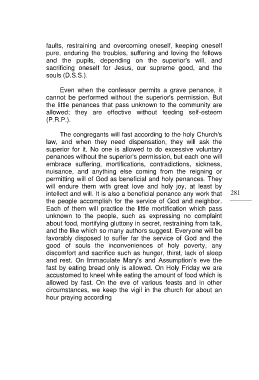 faults, restraining and overcoming oneself, keeping oneself
pure, enduring the troubles, suffering and loving the fellows
and the pupils, depending on the superior's will, and
sacrificing oneself for Jesus, our supreme good, and the
souls (D.S.S.).
Even when the confessor permits a grave penance, it
cannot be performed without the superior's permission. But
the little penances that pass unknown to the community are
allowed; they are effective without feeding self-esteem
(P.R.P.).
The congregants will fast according to the holy Church's
law, and when they need dispensation, they will ask the
superior for it. No one is allowed to do excessive voluntary
penances without the superior's permission, but each one will
embrace suffering, mortifications, contradictions, sickness,
nuisance, and anything else coming from the reigning or
permitting will of God as beneficial and holy penances. They
will endure them with great love and holy joy, at least by
intellect and will. It is also a beneficial penance any work that
the people accomplish for the service of God and neighbor.
Each of them will practice the little mortification which pass
unknown to the people, such as expressing no complaint
about food, mortifying gluttony in secret, restraining from talk,
and the like which so many authors suggest. Everyone will be
favorably disposed to suffer far the service of God and the
good of souls the inconveniences of holy poverty, any
discomfort and sacrifice such as hunger, thirst, lack of sleep
and rest. On Immaculate Mary's and Assumption's eve the
fast by eating bread only is allowed. On Holy Friday we are
accustomed to kneel while eating the amount of food which is
allowed by fast. On the eve of various feasts and in other
circumstances, we keep the vigil in the church for about an
hour praying according
281